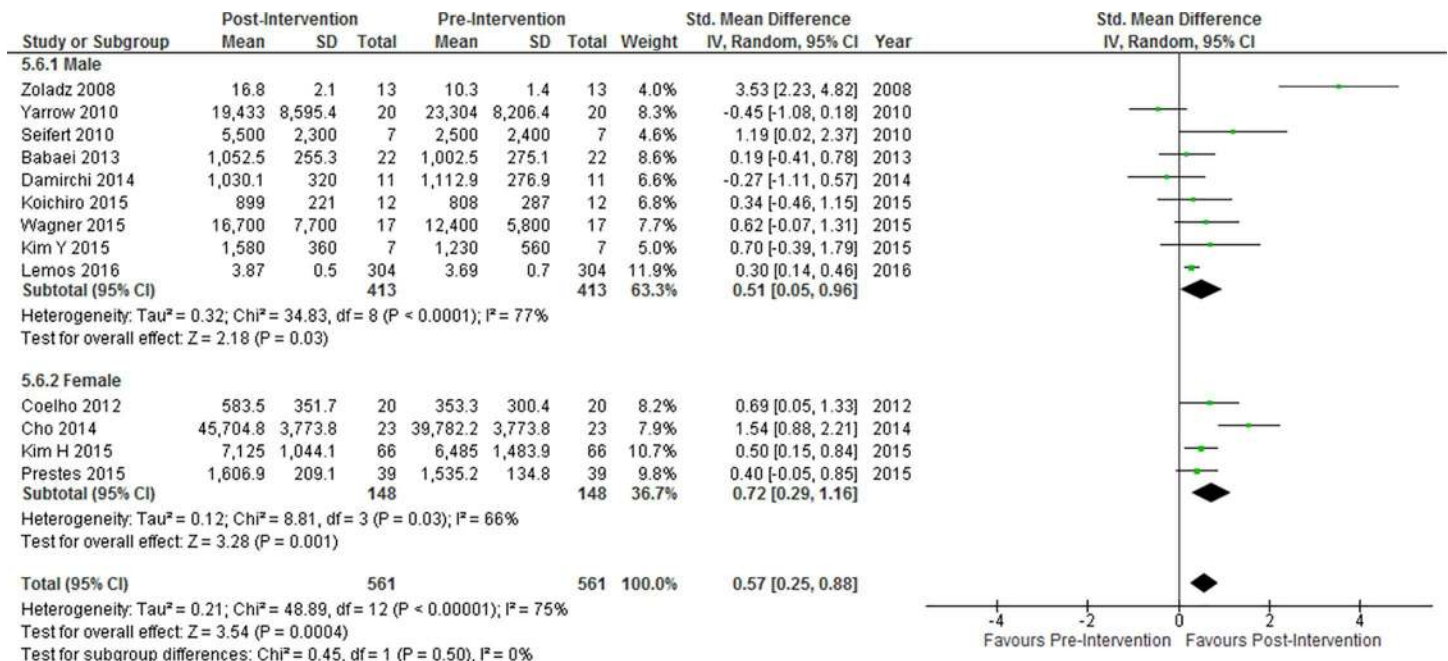 Post-Intervention Pre-Intervention Std. Mean Difference Std. Mean Difference
Study or Subgroup Mean SD Total Mean SD Total Weight IV, Random, 95% CI Year IV, Random, 95% CI
5.6.1 Male
Zoladz 2008 16.8 2.1 13 10.3 1.4 13 4.0% 3.53 [2.23, 4.82] 2008
Yarrow 2010 19,433 8,595.4 20 23,304 8,206.4 20 8.3% -0.45 [-1.08, 0.18] 2010
Seifert 2010 5,500 2,300 7 2,500 2,400 7 4.6% 1.19 [0.02, 2.37] 2010
Babaei 2013 1,052.5 255.3 22 1,002.5 275.1 22 8.6% 0.19 [-0.41, 0.78] 2013
Damirchi 2014 1,030.1 320 11 1,112.9 276.9 11 6.6% -0.27 [-1.11, 0.57] 2014
Koichiro 2015 899 221 12 808 287 12 6.8% 0.34 [-0.46, 1.15] 2015
Wagner 2015 16,700 7,700 17 12,400 5,800 17 7.7% 0.62 [-0.07, 1.31] 2015
Kim Y 2015 1,580 360 7 1,230 560 7 5.0% 0.70 [-0.39, 1.79] 2015
Lemos 2016 3.87 0.5 304 3.69 0.7 304 11.9% 0.30 [0.14, 0.46] 2016
Subtotal (95% CI) 413 413 63.3% 0.51 [0.05, 0.96]
Heterogeneity: Tau² = 0.32; Chi² = 34.83, df = 8 (P < 0.0001); I² = 77%
Test for overall effect: Z = 2.18 (P = 0.03)
5.6.2 Female
Coelho 2012 583.5 351.7 20 353.3 300.4 20 8.2% 0.69 [0.05, 1.33] 2012
Cho 2014 45,704.8 3,773.8 23 39,782.2 3,773.8 23 7.9% 1.54 [0.88, 2.21] 2014
Kim H 2015 7,125 1,044.1 66 6,485 1,483.9 66 10.7% 0.50 [0.15, 0.84] 2015
Prestes 2015 1,606.9 209.1 39 1,535.2 134.8 39 9.8% 0.40 [-0.05, 0.85] 2015
Subtotal (95% CI) 148 148 36.7% 0.72 [0.29, 1.16]
Heterogeneity: Tau² = 0.12; Chi² = 8.81, df = 3 (P = 0.03); I² = 66%
Test for overall effect: Z = 3.28 (P = 0.001)
Total (95% CI) 561 561 100.0% 0.57 [0.25, 0.88]
Heterogeneity: Tau² = 0.21; Chi² = 48.89, df = 12 (P < 0.00001); I² = 75%
Test for overall effect: Z = 3.54 (P = 0.0004)
Test for subgroup differences: Chi² = 0.45, df = 1 (P = 0.50), I² = 0%
-4 -2 0 2 4
Favours Pre-Intervention Favours Post-Intervention